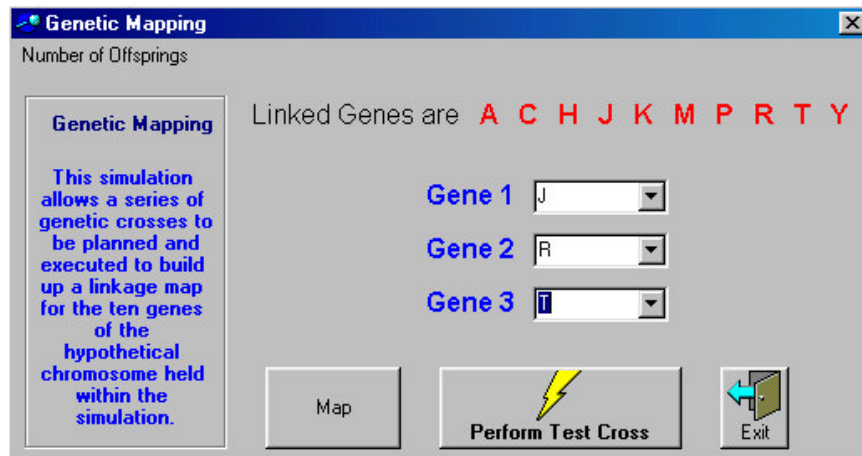 Genetic Mapping
Number of Offsprings
Genetic Mapping
This simulation
allows a series of
genetic crosses to
be planned and
executed to build
up a linkage map
for the ten genes
of the
hypothetical
chromosome held
within the
simulation.
Linked Genes are A C H J K M P R T Y
Gene 1 J
Gene 2 R
Gene 3 T
Map
Perform Test Cross
Exit